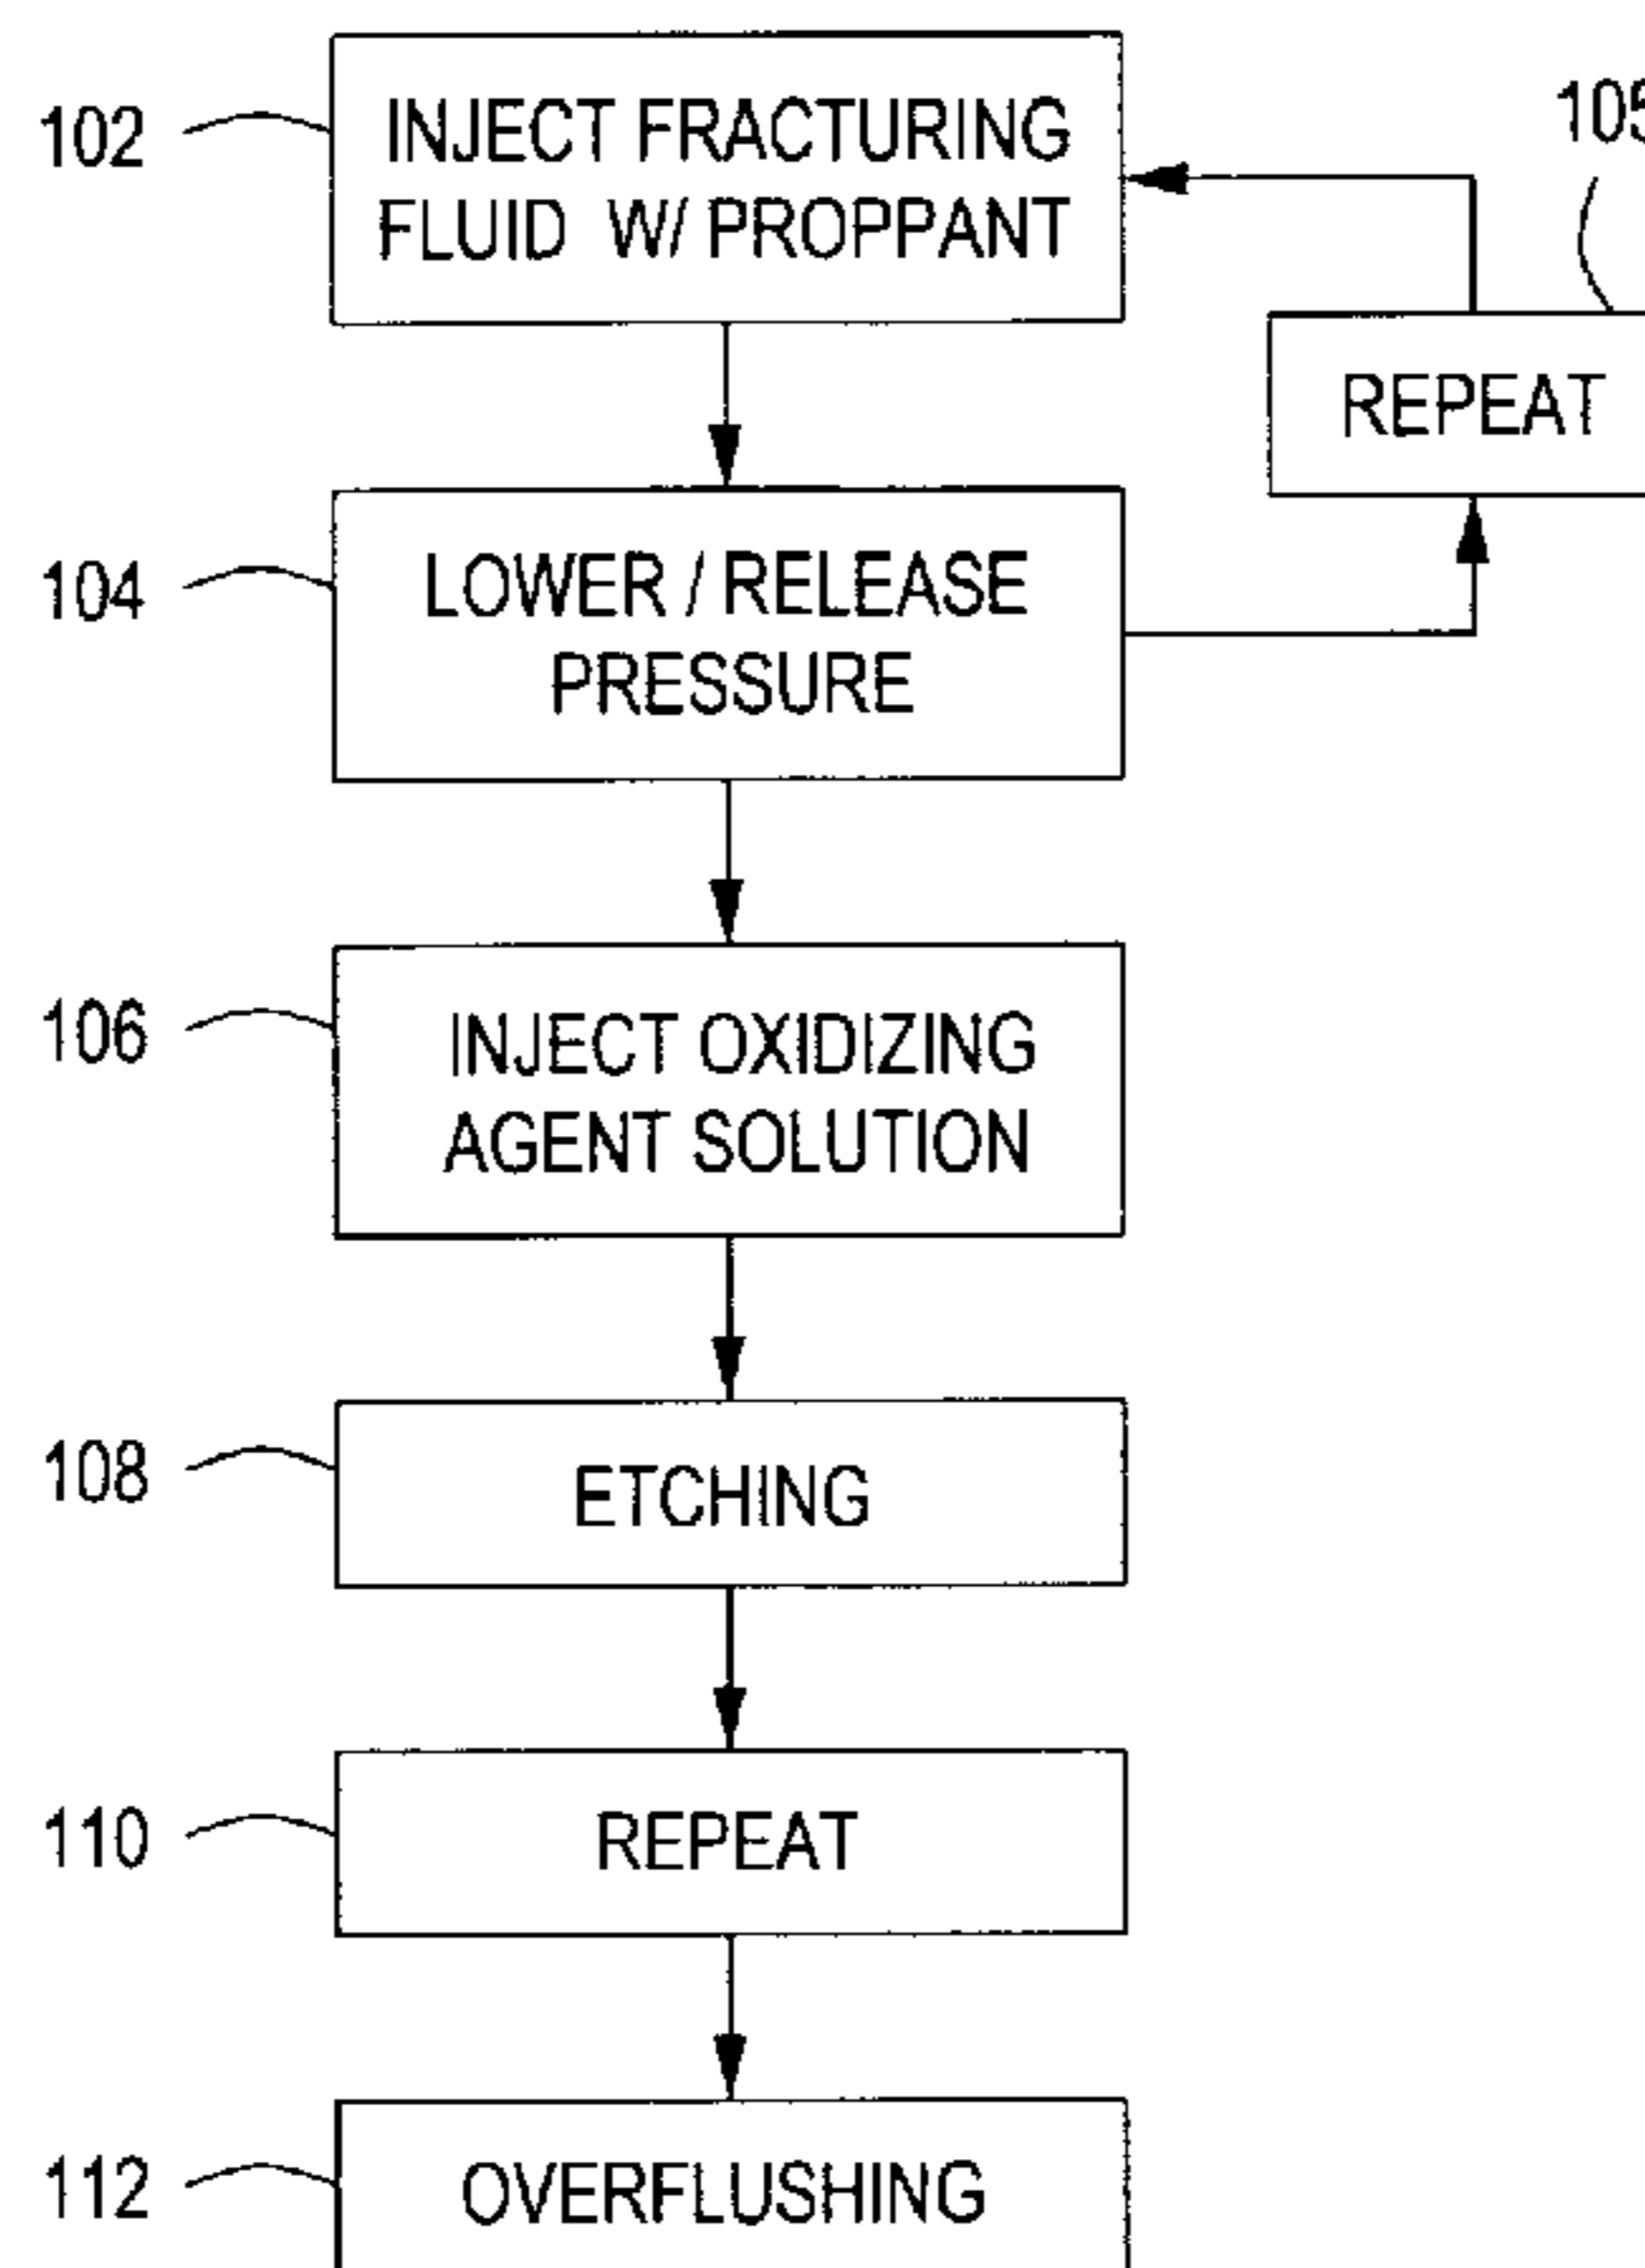 102
INJECT FRACTURING
FLUID W/ PROPPANT
105
REPEAT
104
LOWER / RELEASE
PRESSURE
106
INJECT OXIDIZING
AGENT SOLUTION
108
ETCHING
110
REPEAT
112
OVERFLUSHING